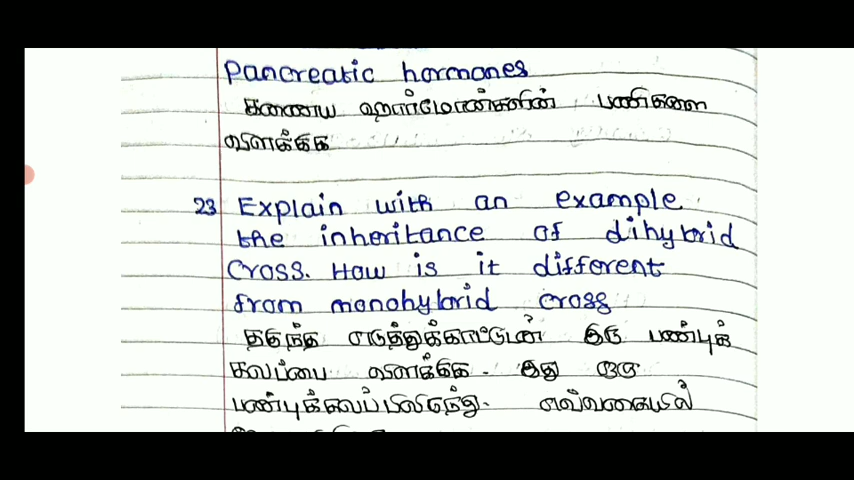 Pancreatic hormones
கணைய ஹார்மோன்களின் பணிகளை
விளக்குக
23 Explain with an example
the inheritance of dihybrid
cross. How is it different
from monohybrid cross
தகுந்த எடுத்துக்காட்டுடன் இரு பண்புக்
கலப்பை விளக்குக. இது ஒரு
பண்புக்கலப்பிலிருந்து. எவ்வகையில்